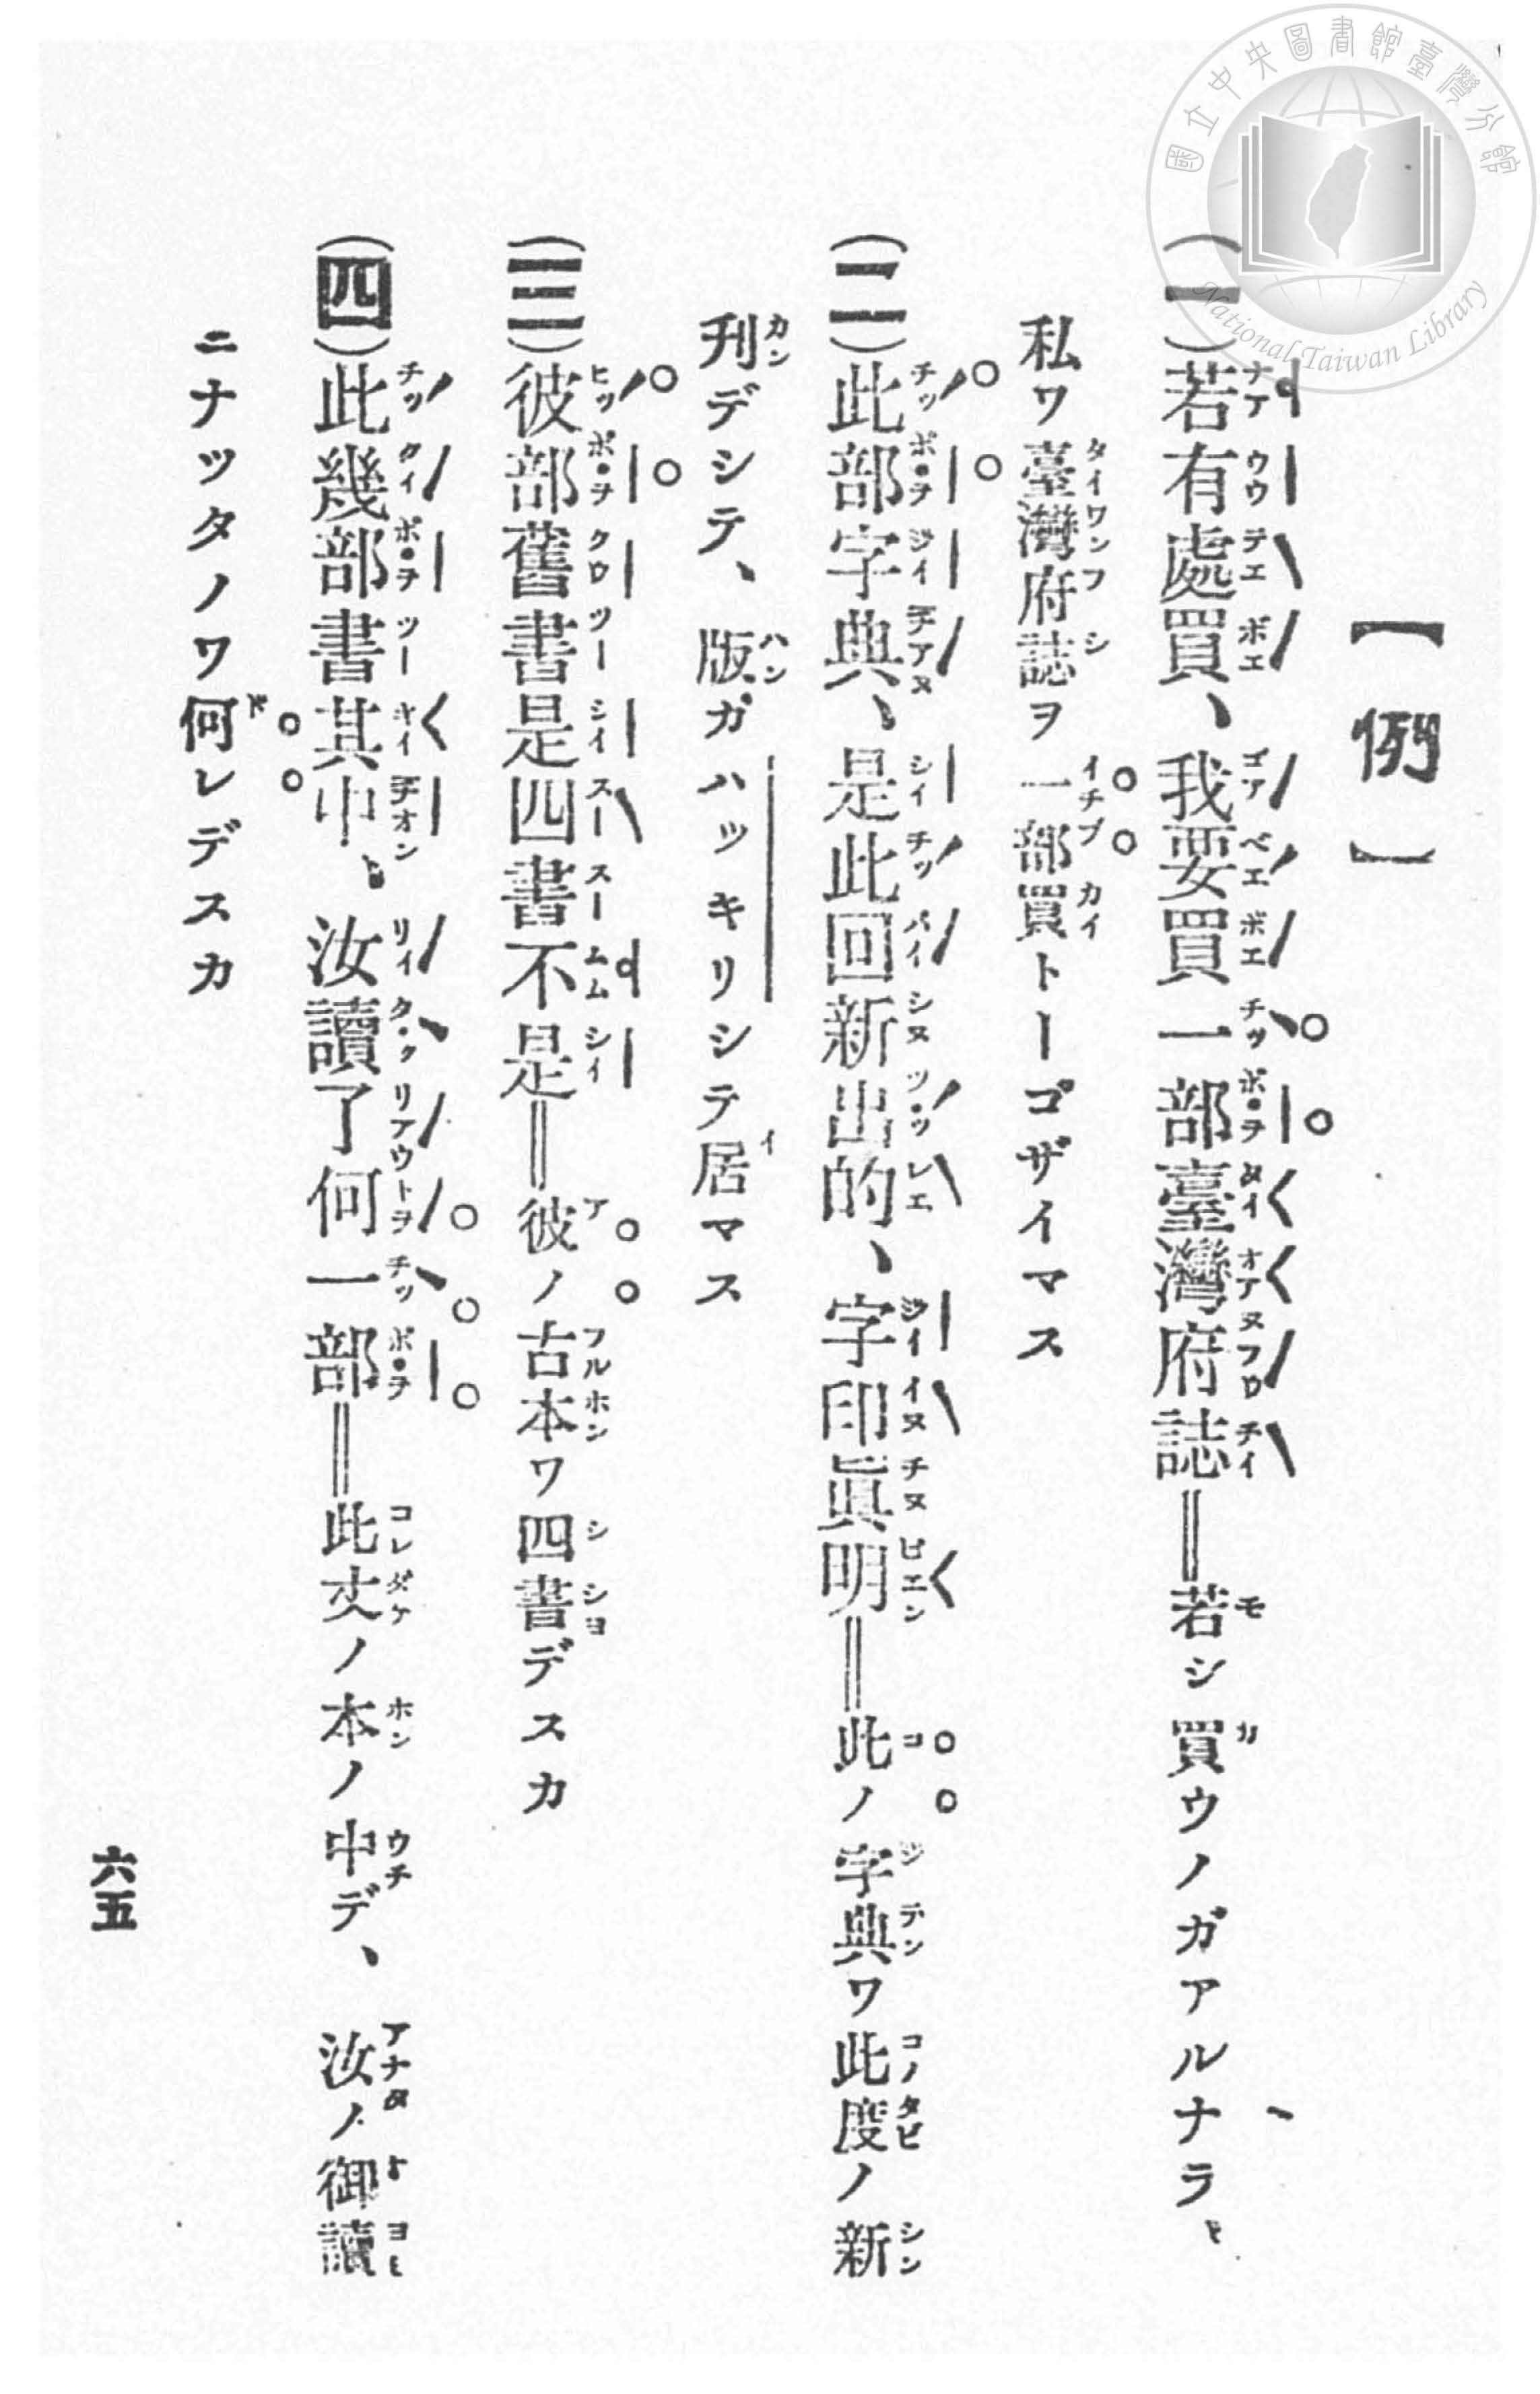 國立中央圖書館臺灣分館
National Taiwan Library
【例】
(一)若有處買、我要買一部臺灣府誌=若シ買ウノガアルナラ、
私ワ臺灣府誌ヲ一部買トーゴザイマス
(二)此部字典、是此回新出的、字印眞明=此ノ字典ワ此度ノ新
刊デシテ、版ガハッキリシテ居マス
(三)彼部舊書是四書不是=彼ノ古本ワ四書デスカ
(四)此幾部書其中、汝讀了何一部=此丈ノ本ノ中デ、汝ノ御讀
ニナッタノワ何レデスカ
六五